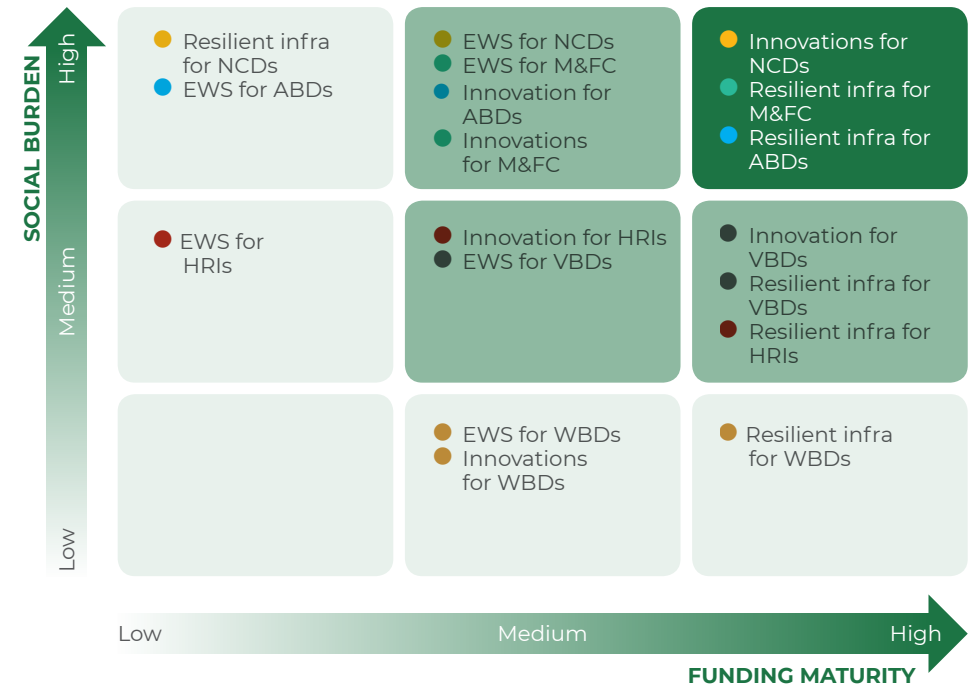 SOCIAL BURDEN
High
Medium
Low
Resilient infra
for NCDs
EWS for ABDs
EWS for NCDs
EWS for M&FC
Innovation for
ABDs
Innovations
for M&FC
Innovations for
NCDs
Resilient infra for
M&FC
Resilient infra for
ABDs
EWS for
HRIs
Innovation for HRIs
EWS for VBDs
Innovation for
VBDs
Resilient infra for
VBDs
Resilient infra for
HRIs
EWS for WBDs
Innovations
for WBDs
Resilient infra
for WBDs
Low
Medium
High
FUNDING MATURITY